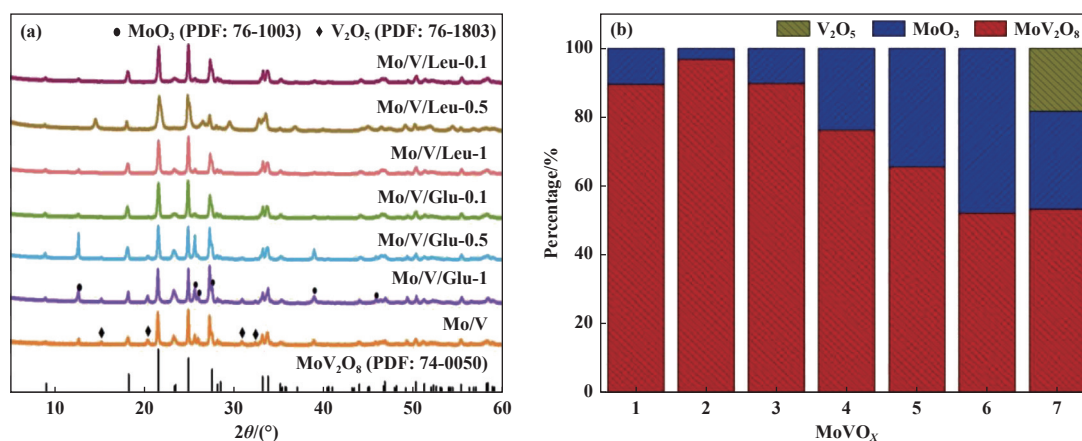 (a)
● MoO₃ (PDF: 76-1003) ♦ V₂O₅ (PDF: 76-1803)
Mo/V/Leu-0.1
Mo/V/Leu-0.5
Mo/V/Leu-1
Mo/V/Glu-0.1
Mo/V/Glu-0.5
Mo/V/Glu-1
Mo/V
MoV₂O₈ (PDF: 74-0050)
10 20 30 40 50 60
2θ/(°)
(b)
V₂O₅ MoO₃ MoV₂O₈
100
80
60
40
20
0
Percentage/%
1 2 3 4 5 6 7
MoVOₓ